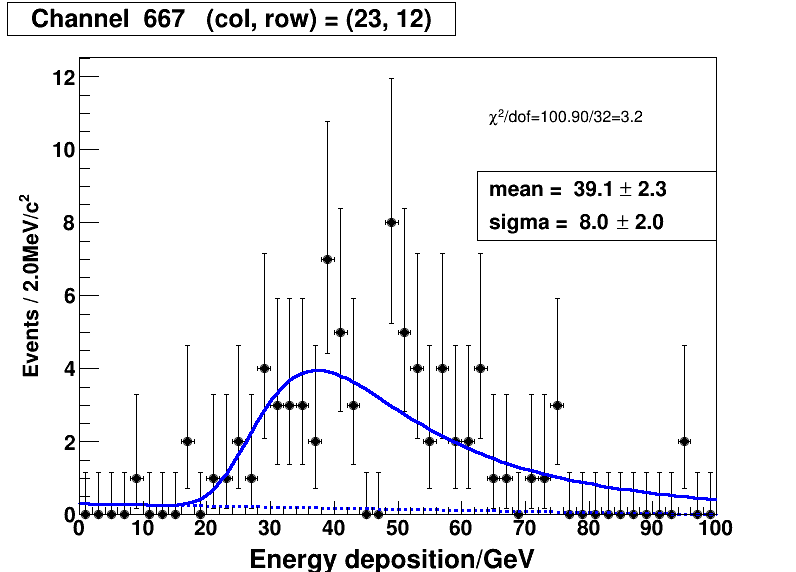 Channel 667 (col, row) = (23, 12)
χ²/dof=100.90/32=3.2
mean = 39.1 ± 2.3
sigma = 8.0 ± 2.0
Events / 2.0MeV/c²
12
10
8
6
4
2
0
0 10 20 30 40 50 60 70 80 90 100
Energy deposition/GeV